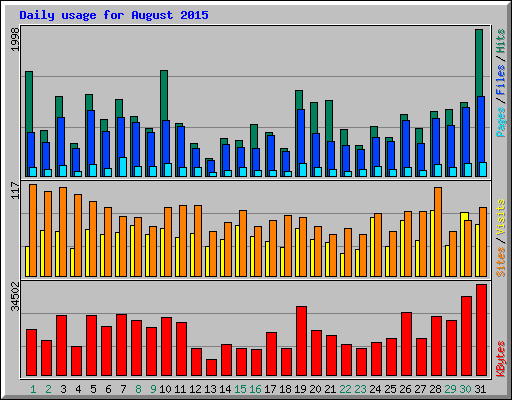 Daily usage for August 2015
1998
Pages / Files / Hits
117
Sites / Visits
34502
KBytes
1 2 3 4 5 6 7 8 9 10 11 12 13 14 15 16 17 18 19 20 21 22 23 24 25 26 27 28 29 30 31